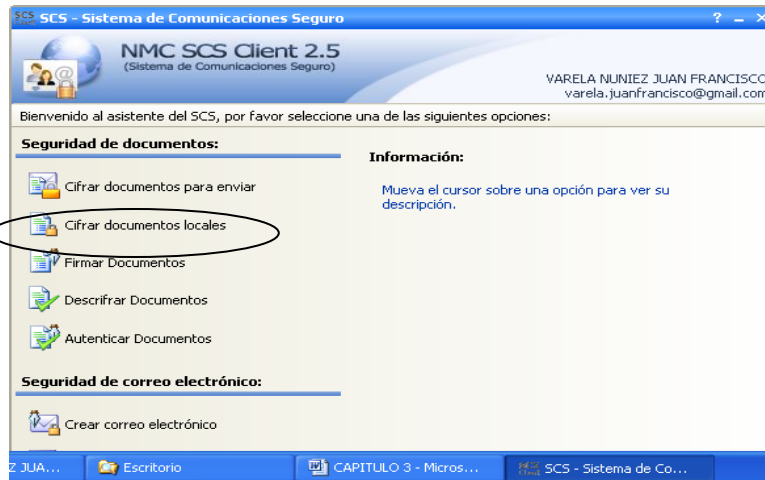 SCS - Sistema de Comunicaciones Seguro
NMC SCS Client 2.5
(Sistema de Comunicaciones Seguro)
VARELA NUNIEZ JUAN FRANCISCO
varela.juanfrancisco@gmail.com
Bienvenido al asistente del SCS, por favor seleccione una de las siguientes opciones:
Seguridad de documentos:
Información:
Cifrar documentos para enviar
Mueva el cursor sobre una opción para ver su
descripción.
Cifrar documentos locales
Firmar Documentos
Descrifrar Documentos
Autenticar Documentos
Seguridad de correo electrónico:
Crear correo electrónico
Z JUA...
Escritorio
CAPITULO 3 - Micros...
SCS - Sistema de Co...